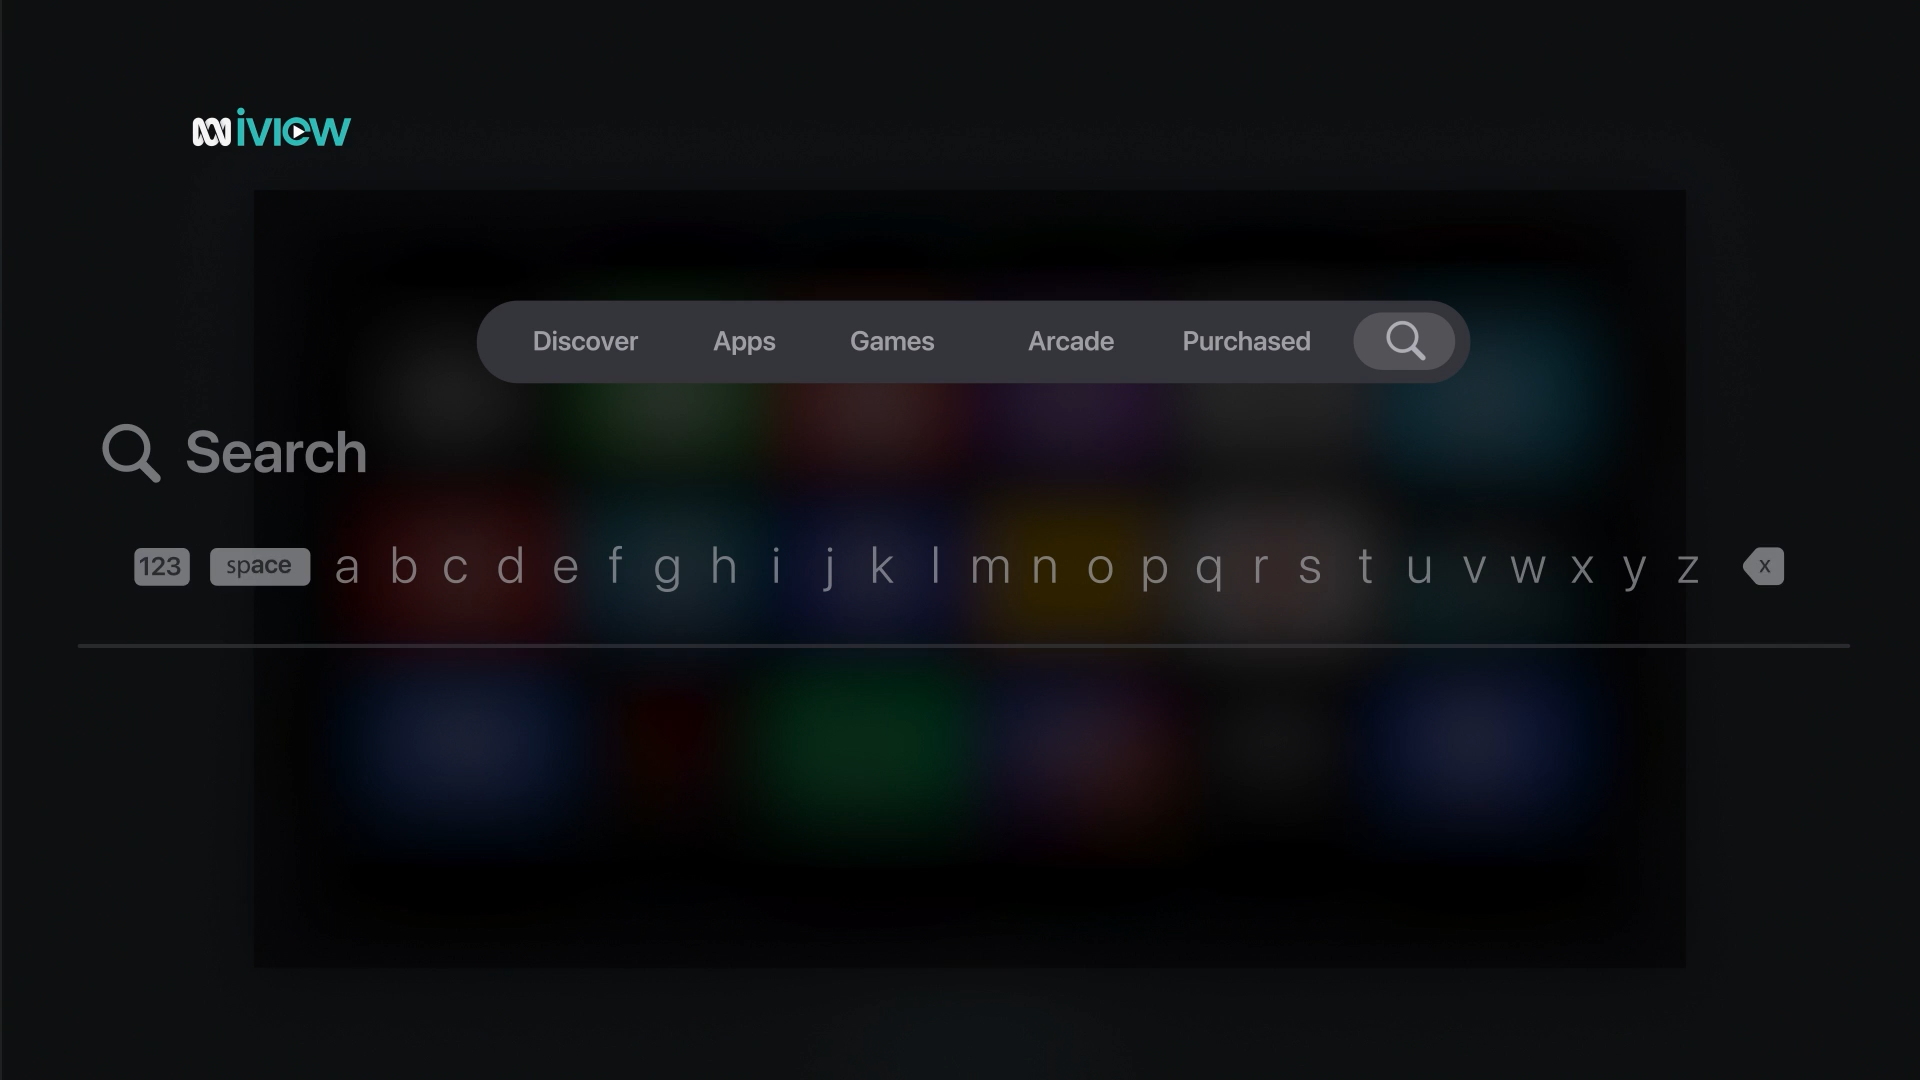 iview
Discover Apps Games Arcade Purchased
Search
123 space a b c d e f g h i j k l m n o p q r s t u v w x y z x